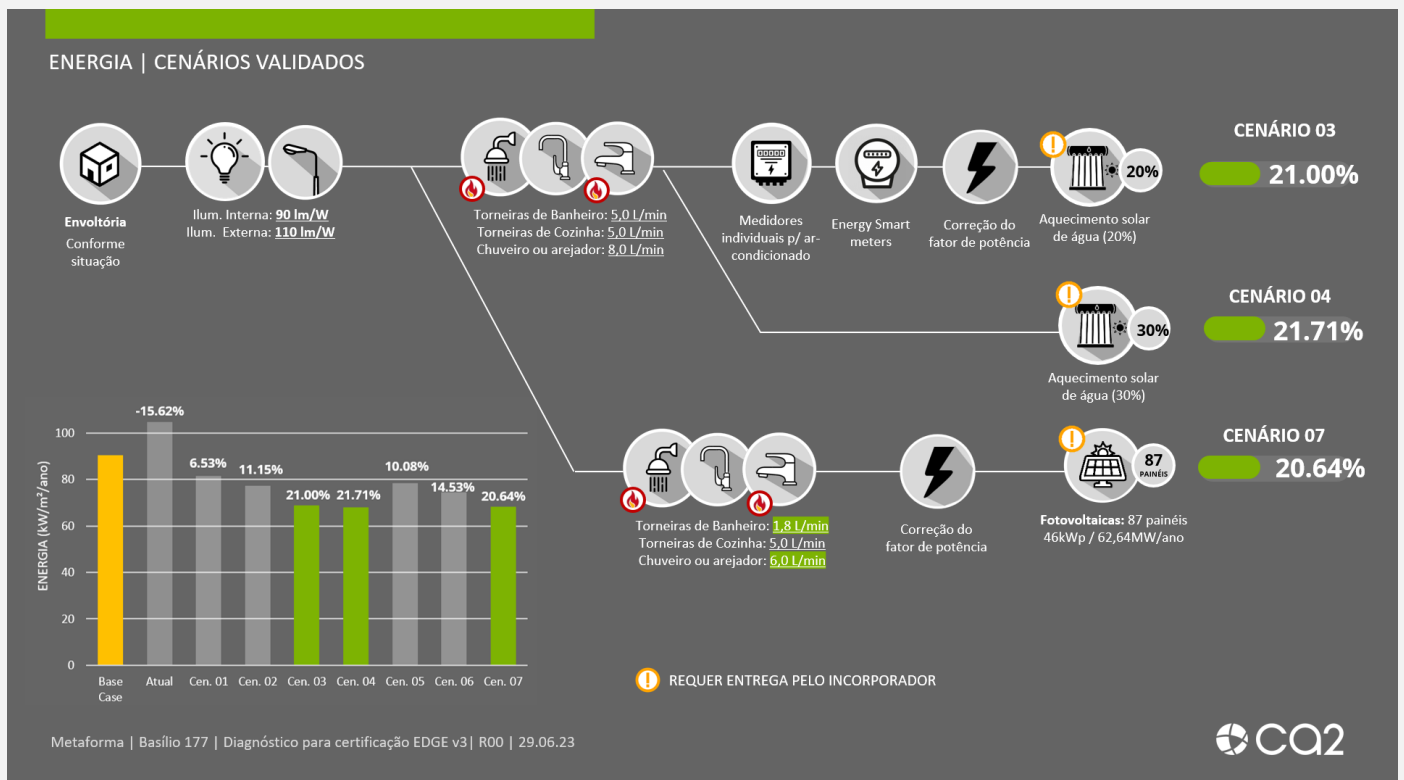 ENERGIA | CENÁRIOS VALIDADOS
Envoltória
Conforme
situação
Ilum. Interna: 90 lm/W
Ilum. Externa: 110 lm/W
Torneiras de Banheiro: 5,0 L/min
Torneiras de Cozinha: 5,0 L/min
Chuveiro ou arejador: 8,0 L/min
Medidores
individuais p/ ar-
condicionado
Energy Smart
meters
Correção do
fator de potência
20%
Aquecimento solar
de água (20%)
CENÁRIO 03
21.00%
30%
Aquecimento solar
de água (30%)
CENÁRIO 04
21.71%
Torneiras de Banheiro: 1,8 L/min
Torneiras de Cozinha: 5,0 L/min
Chuveiro ou arejador: 6,0 L/min
Correção do
fator de potência
87
PAINÉIS
Fotovoltaicas: 87 painéis
46kWp / 62,64MW/ano
CENÁRIO 07
20.64%
ENERGIA (kW/m²/ano)
100
80
60
40
20
0
-15.62%
6.53%
11.15%
21.00%
21.71%
10.08%
14.53%
20.64%
Base
Case
Atual
Cen. 01
Cen. 02
Cen. 03
Cen. 04
Cen. 05
Cen. 06
Cen. 07
REQUER ENTREGA PELO INCORPORADOR
Metaforma | Basílio 177 | Diagnóstico para certificação EDGE v3| R00 | 29.06.23
ca2